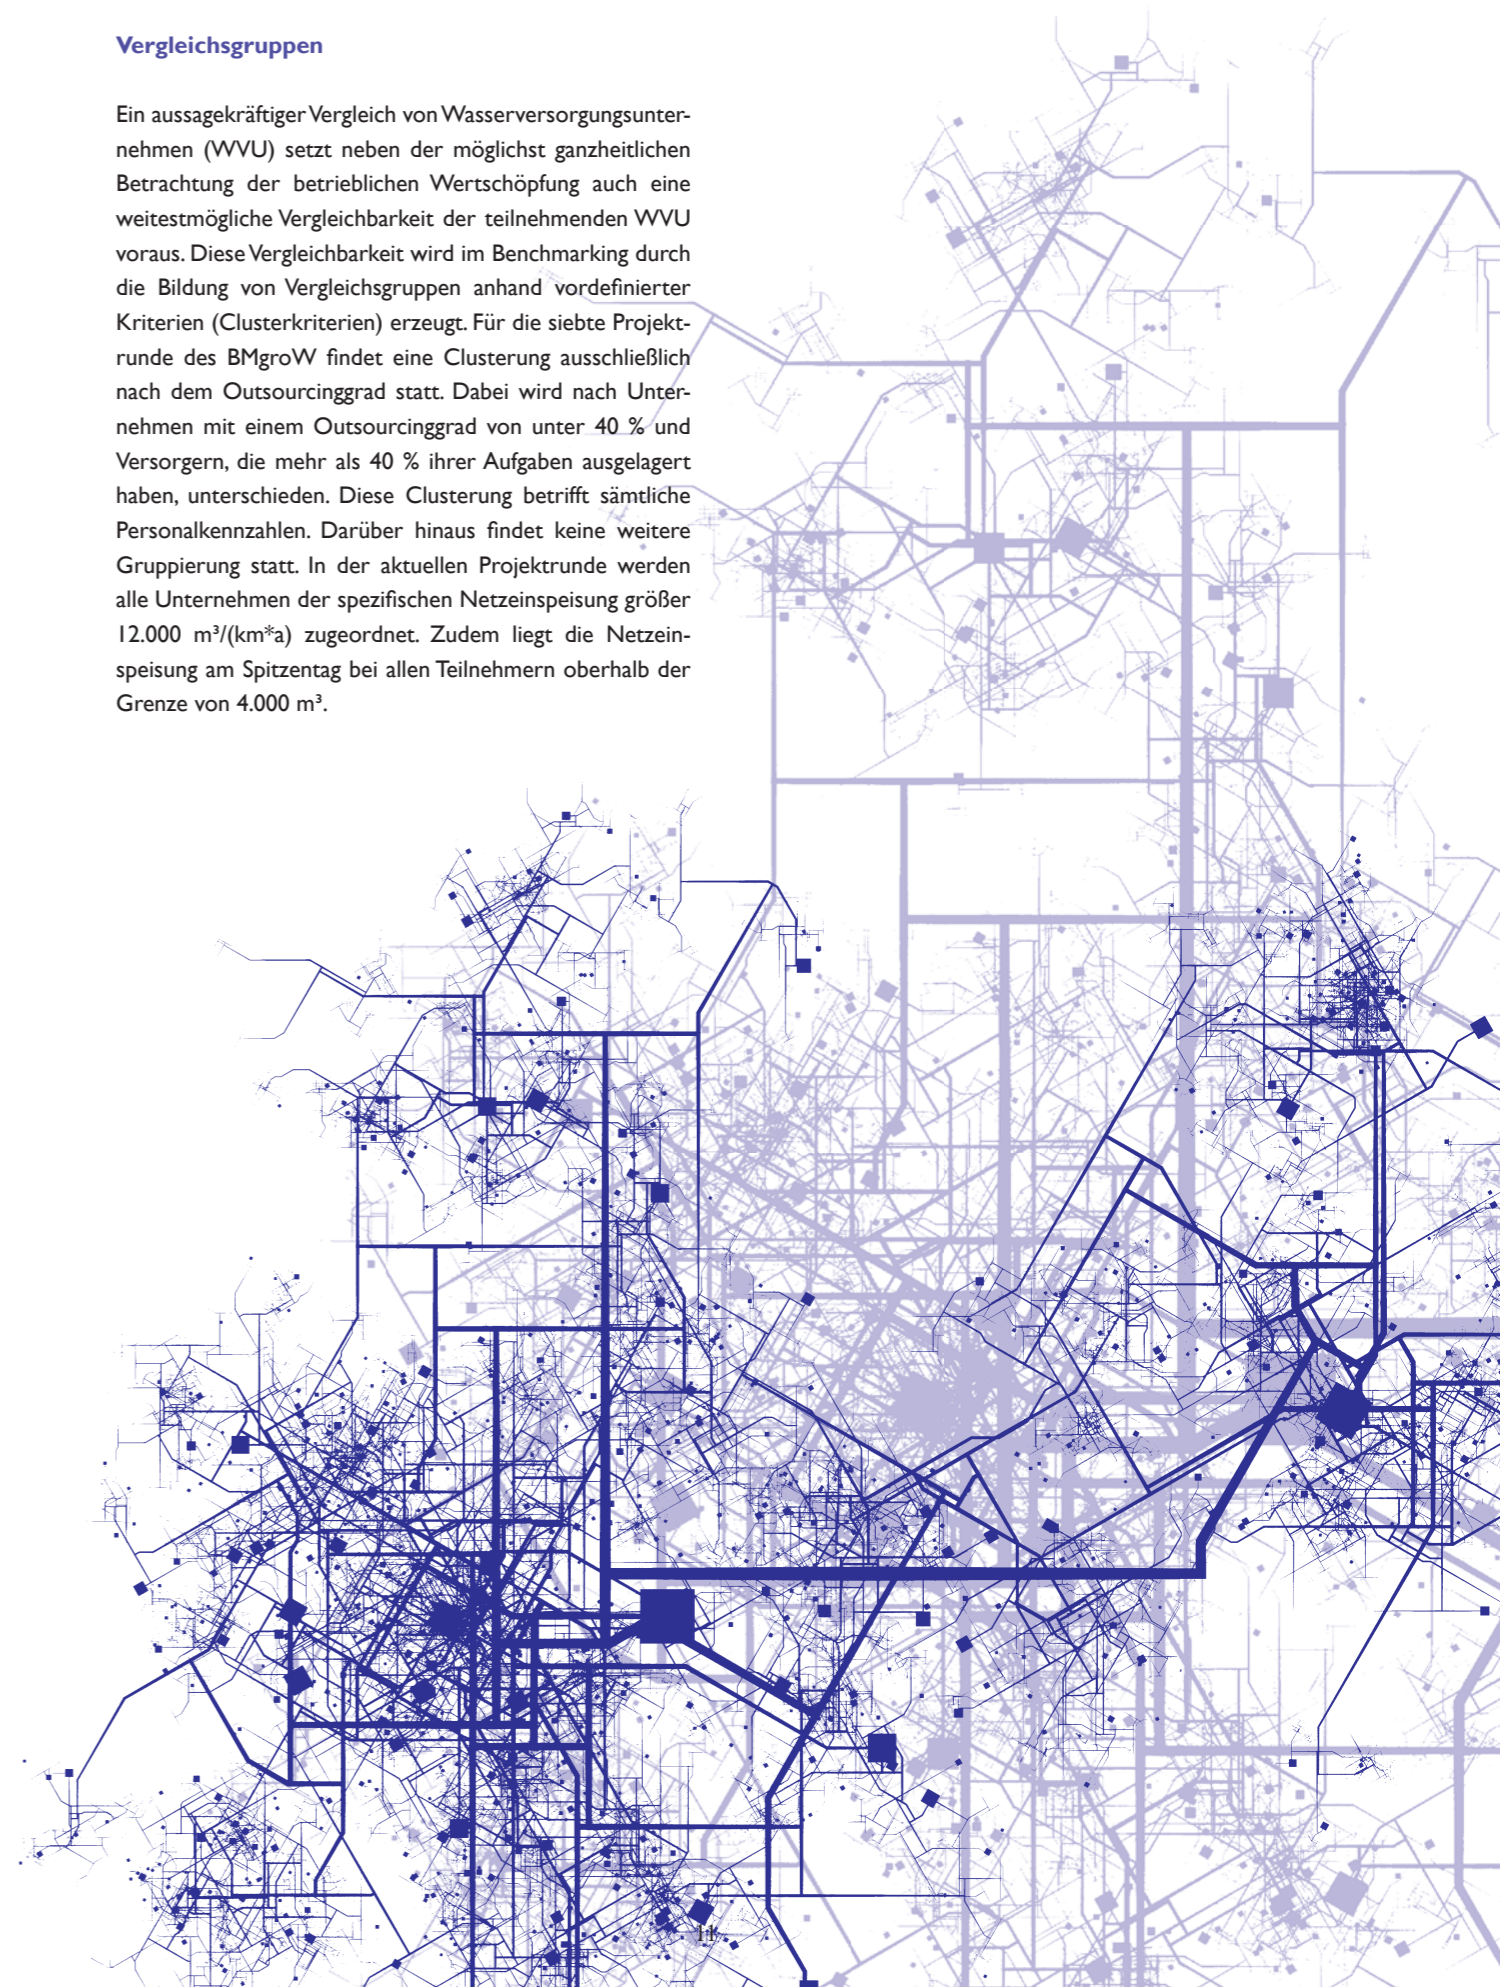 Vergleichsgruppen
Ein aussagekräftiger Vergleich von Wasserversorgungsunter-
nehmen (WVU) setzt neben der möglichst ganzheitlichen
Betrachtung der betrieblichen Wertschöpfung auch eine
weitestmögliche Vergleichbarkeit der teilnehmenden WVU
voraus. Diese Vergleichbarkeit wird im Benchmarking durch
die Bildung von Vergleichsgruppen anhand vordefinierter
Kriterien (Clusterkriterien) erzeugt. Für die siebte Projekt-
runde des BMgroW findet eine Clusterung ausschließlich
nach dem Outsourcinggrad statt. Dabei wird nach Unter-
nehmen mit einem Outsourcinggrad von unter 40 % und
Versorgern, die mehr als 40 % ihrer Aufgaben ausgelagert
haben, unterschieden. Diese Clusterung betrifft sämtliche
Personalkennzahlen. Darüber hinaus findet keine weitere
Gruppierung statt. In der aktuellen Projektrunde werden
alle Unternehmen der spezifischen Netzeinspeisung größer
12.000 m³/(km*a) zugeordnet. Zudem liegt die Netzein-
speisung am Spitzentag bei allen Teilnehmern oberhalb der
Grenze von 4.000 m³.
11